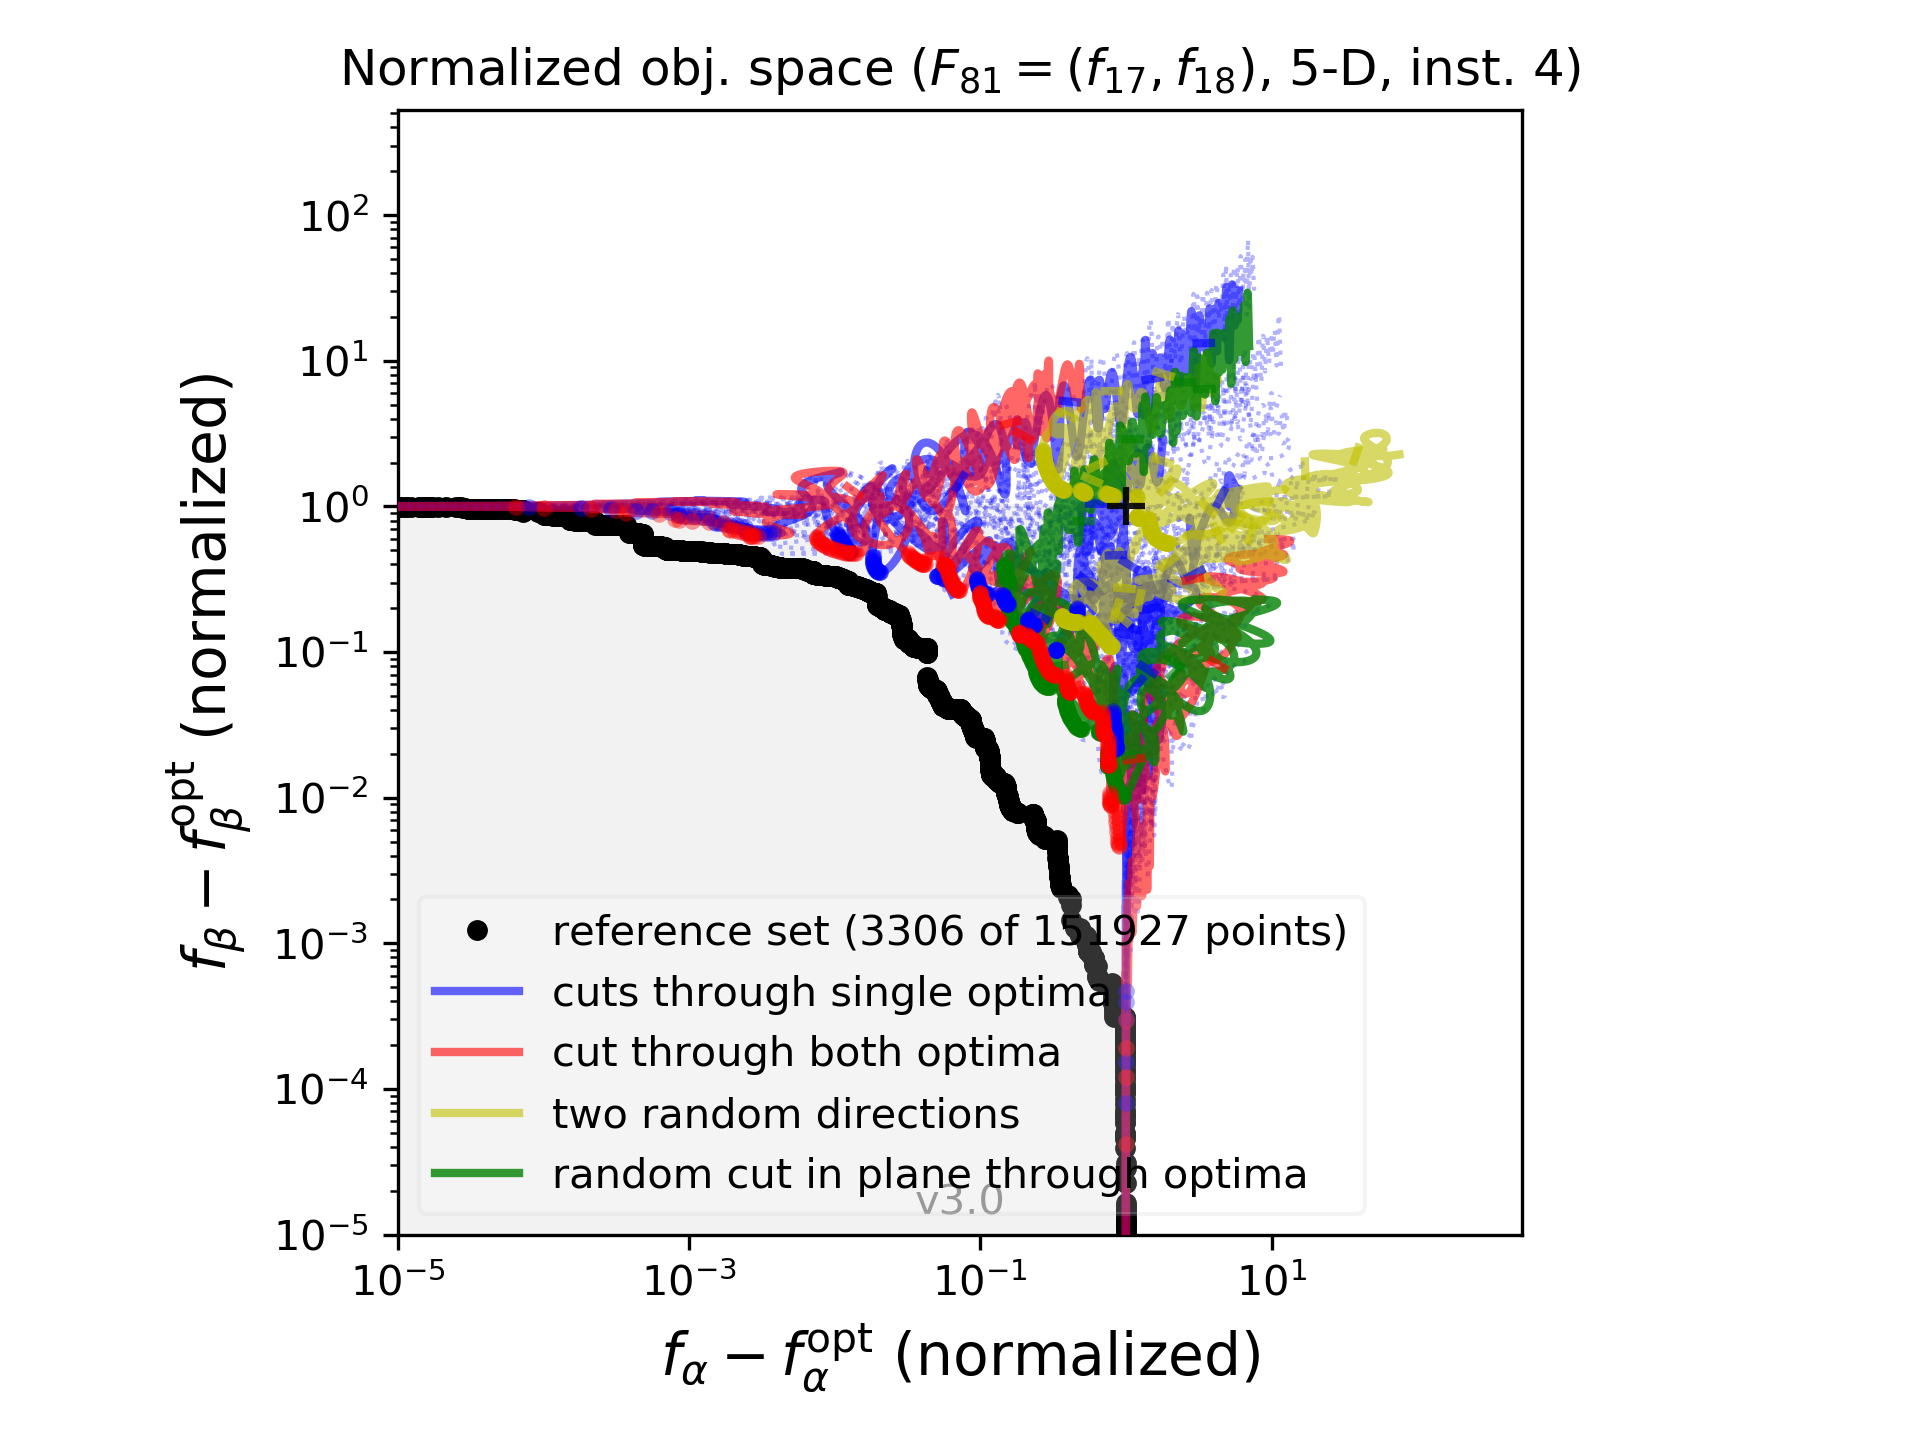 Normalized obj. space (F₈₁ = (f₁₇, f₁₈), 5-D, inst. 4)
f_β − f_β^opt (normalized)
10²
10¹
10⁰
10⁻¹
10⁻²
10⁻³
10⁻⁴
10⁻⁵
reference set (3306 of 151927 points)
cuts through single optima
cut through both optima
two random directions
random cut in plane through optima
v3.0
10⁻⁵ 10⁻³ 10⁻¹ 10¹
f_α − f_α^opt (normalized)